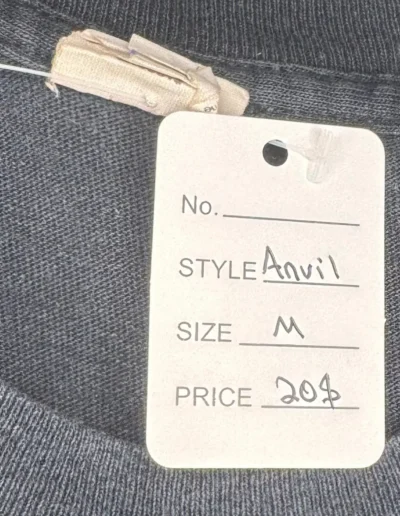 No.
STYLE Anvil
SIZE M
PRICE 20$